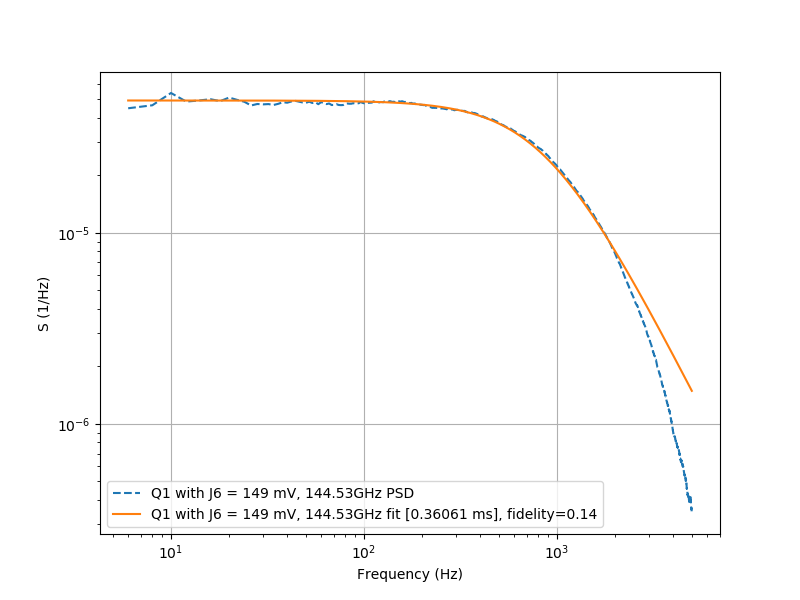 10⁻⁵
10⁻⁶
S (1/Hz)
10¹
10²
10³
Frequency (Hz)
Q1 with J6 = 149 mV, 144.53GHz PSD
Q1 with J6 = 149 mV, 144.53GHz fit [0.36061 ms], fidelity=0.14